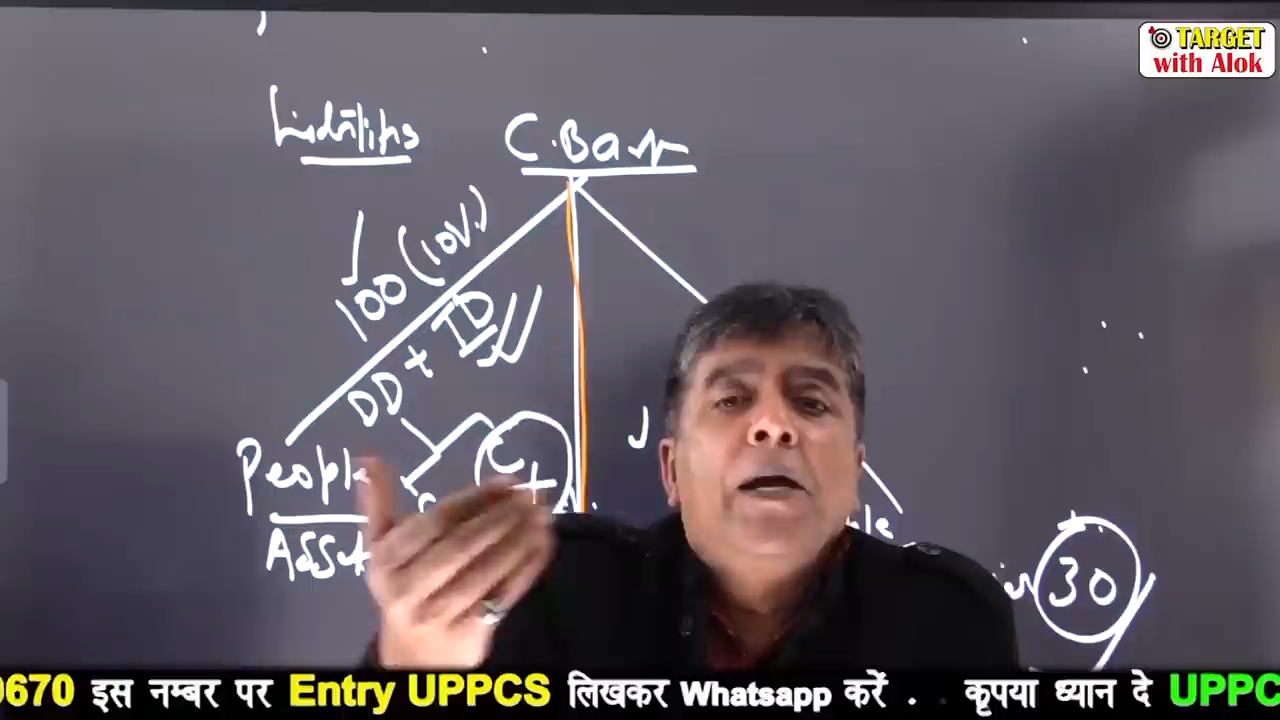 TARGET
with Alok
Liabilities
C.Bank
100 (10%)
DD + TD
People
Asset
30
0670 इस नम्बर पर Entry UPPCS लिखकर Whatsapp करें . . कृपया ध्यान दे UPPC